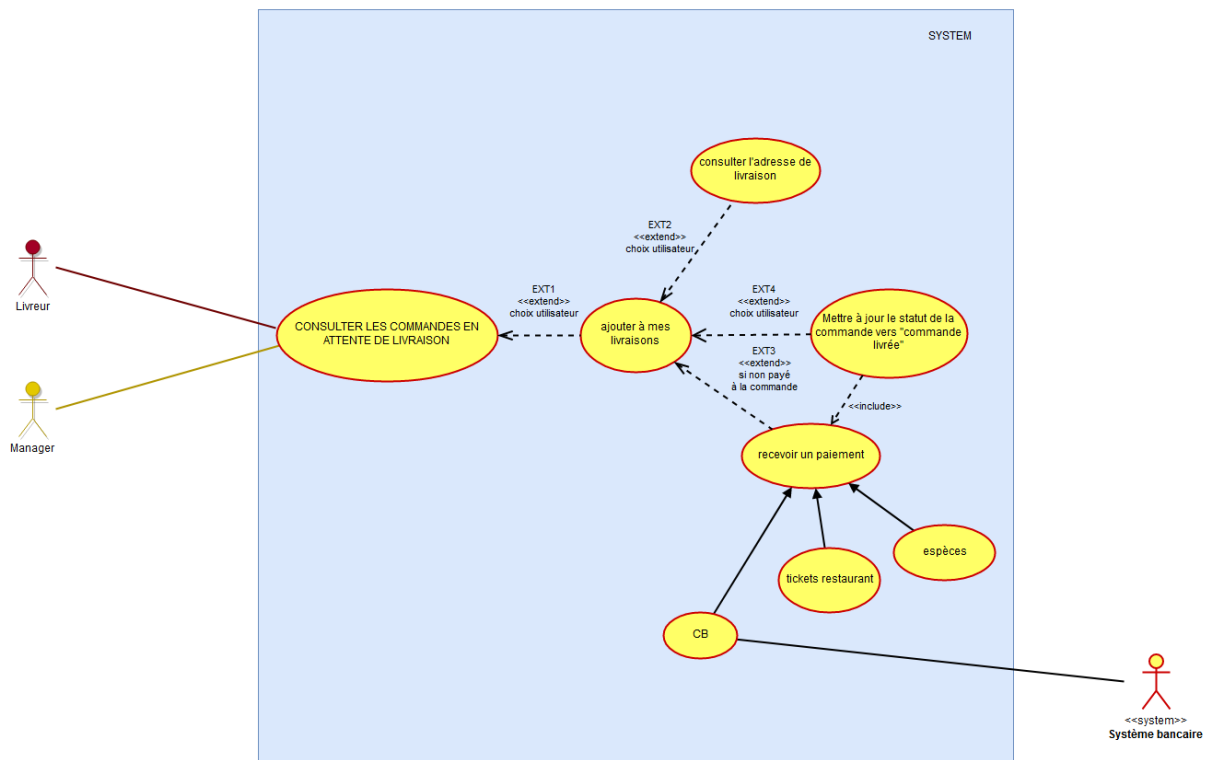 SYSTEM
consulter l'adresse de
livraison
EXT2
<<extend>>
choix utilisateur
Livreur
EXT1
<<extend>>
choix utilisateur
EXT4
<<extend>>
choix utilisateur
CONSULTER LES COMMANDES EN
ATTENTE DE LIVRAISON
ajouter à mes
livraisons
Mettre à jour le statut de la
commande vers "commande
livrée"
EXT3
<<extend>>
si non payé
à la commande
<<include>>
Manager
recevoir un paiement
espèces
tickets restaurant
CB
<<system>>
Système bancaire